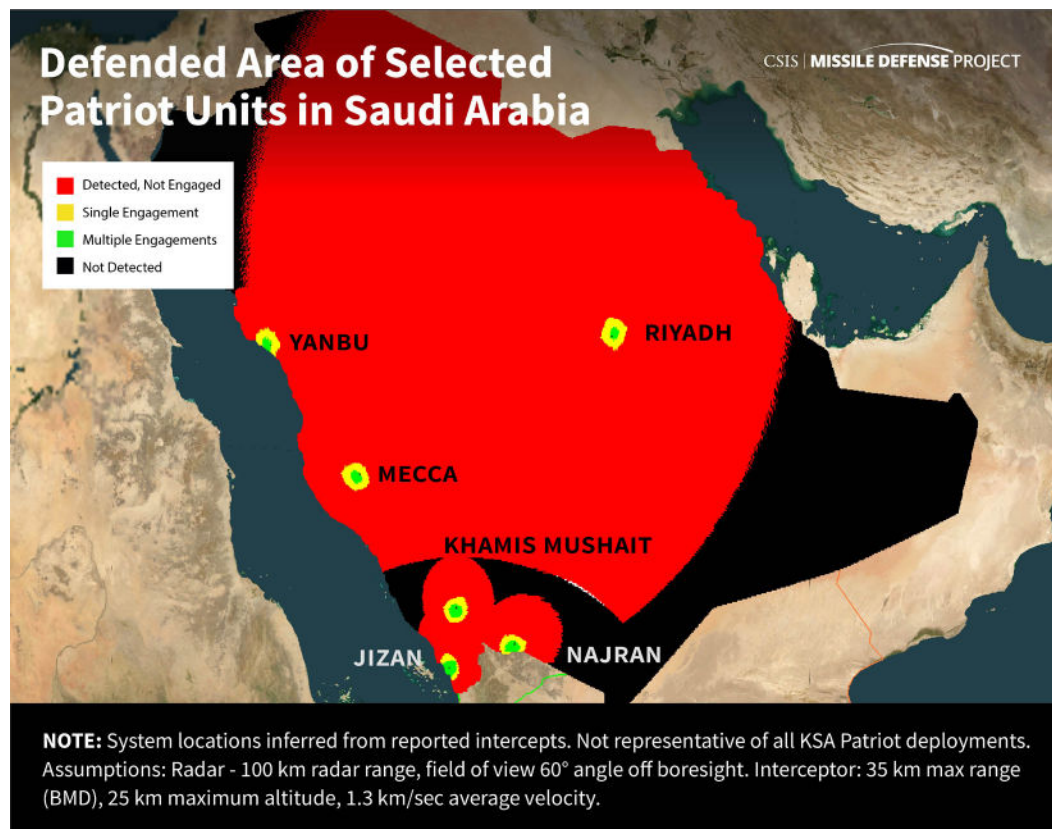 Defended Area of Selected
Patriot Units in Saudi Arabia
CSIS | MISSILE DEFENSE PROJECT
Detected, Not Engaged
Single Engagement
Multiple Engagements
Not Detected
YANBU
RIYADH
MECCA
KHAMIS MUSHAIT
JIZAN
NAJRAN
NOTE: System locations inferred from reported intercepts. Not representative of all KSA Patriot deployments.
Assumptions: Radar - 100 km radar range, field of view 60° angle off boresight. Interceptor: 35 km max range
(BMD), 25 km maximum altitude, 1.3 km/sec average velocity.